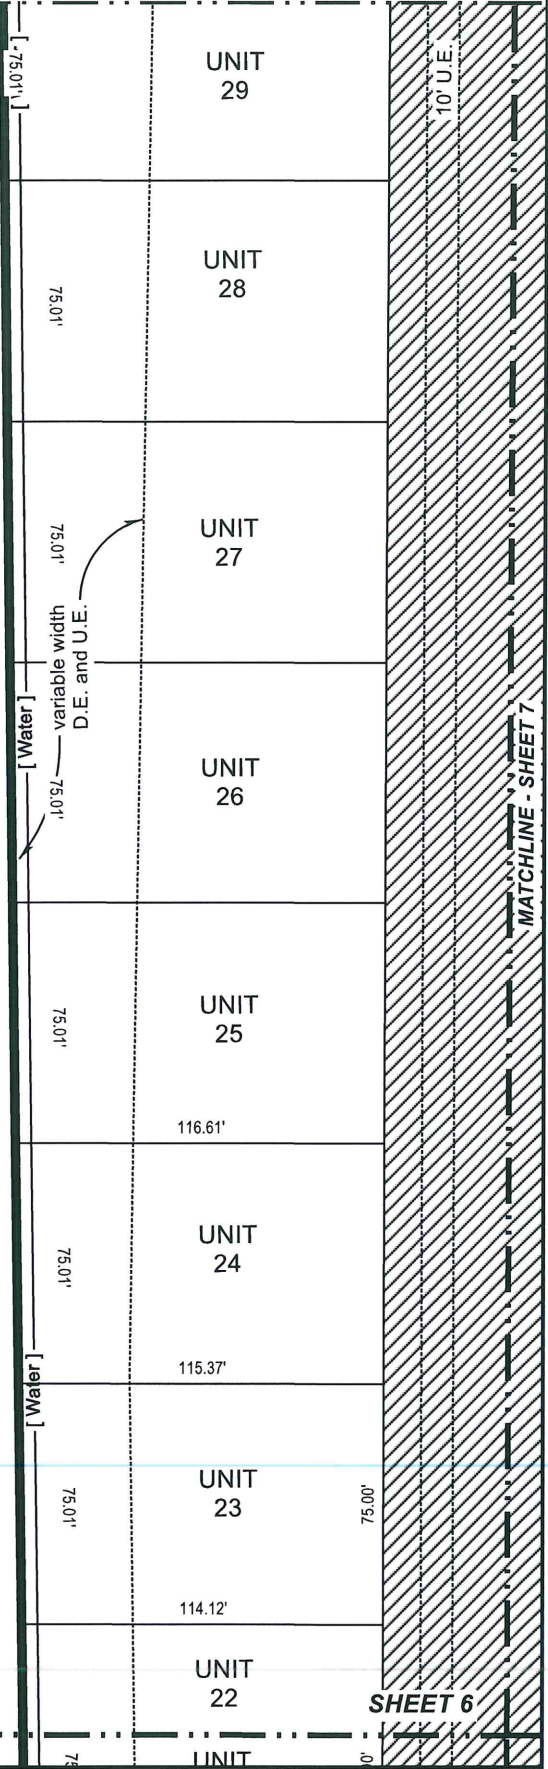 [ 75.01' ]
UNIT
29
10' U.E.
UNIT
28
75.01'
UNIT
27
75.01'
variable width
D.E. and U.E.
[ Water ]
UNIT
26
75.01'
MATCHLINE - SHEET 7
UNIT
25
75.01'
116.61'
UNIT
24
75.01'
115.37'
[ Water ]
UNIT
23
75.01'
75.00'
114.12'
UNIT
22
SHEET 6
UNIT